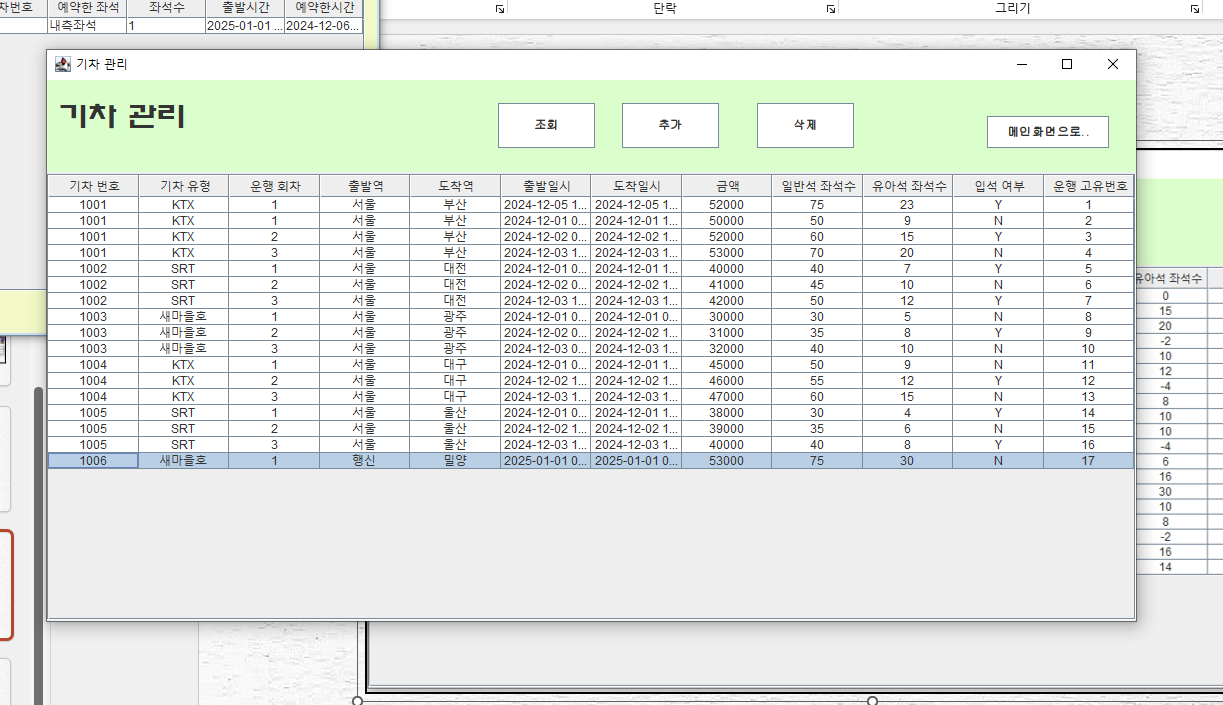 차번호 예약한 좌석 좌석수 출발시간 예약한시간
내측좌석 1 2025-01-01 ... 2024-12-06...
단락 그리기
기차 관리
기차 관리
조회 추가 삭제 메인화면으로..
기차 번호 기차 유형 운행 회차 출발역 도착역 출발일시 도착일시 금액 일반석 좌석수 유아석 좌석수 입석 여부 운행 고유번호
1001 KTX 1 서울 부산 2024-12-05 1... 2024-12-05 1... 52000 75 23 Y 1
1001 KTX 1 서울 부산 2024-12-01 0... 2024-12-01 1... 50000 50 9 N 2
1001 KTX 2 서울 부산 2024-12-02 0... 2024-12-02 1... 52000 60 15 Y 3
1001 KTX 3 서울 부산 2024-12-03 1... 2024-12-03 1... 53000 70 20 N 4
1002 SRT 1 서울 대전 2024-12-01 0... 2024-12-01 1... 40000 40 7 Y 5
1002 SRT 2 서울 대전 2024-12-02 0... 2024-12-02 1... 41000 45 10 N 6
1002 SRT 3 서울 대전 2024-12-03 1... 2024-12-03 1... 42000 50 12 Y 7
1003 새마을호 1 서울 광주 2024-12-01 0... 2024-12-01 0... 30000 30 5 N 8
1003 새마을호 2 서울 광주 2024-12-02 0... 2024-12-02 1... 31000 35 8 Y 9
1003 새마을호 3 서울 광주 2024-12-03 0... 2024-12-03 1... 32000 40 10 N 10
1004 KTX 1 서울 대구 2024-12-01 0... 2024-12-01 1... 45000 50 9 N 11
1004 KTX 2 서울 대구 2024-12-02 1... 2024-12-02 1... 46000 55 12 Y 12
1004 KTX 3 서울 대구 2024-12-03 1... 2024-12-03 1... 47000 60 15 N 13
1005 SRT 1 서울 울산 2024-12-01 0... 2024-12-01 1... 38000 30 4 Y 14
1005 SRT 2 서울 울산 2024-12-02 1... 2024-12-02 1... 39000 35 6 N 15
1005 SRT 3 서울 울산 2024-12-03 1... 2024-12-03 1... 40000 40 8 Y 16
1006 새마을호 1 행신 밀양 2025-01-01 0... 2025-01-01 0... 53000 75 30 N 17
유아석 좌석수
0
15
20
-2
10
12
-4
8
10
10
-4
6
16
30
10
8
-2
16
14